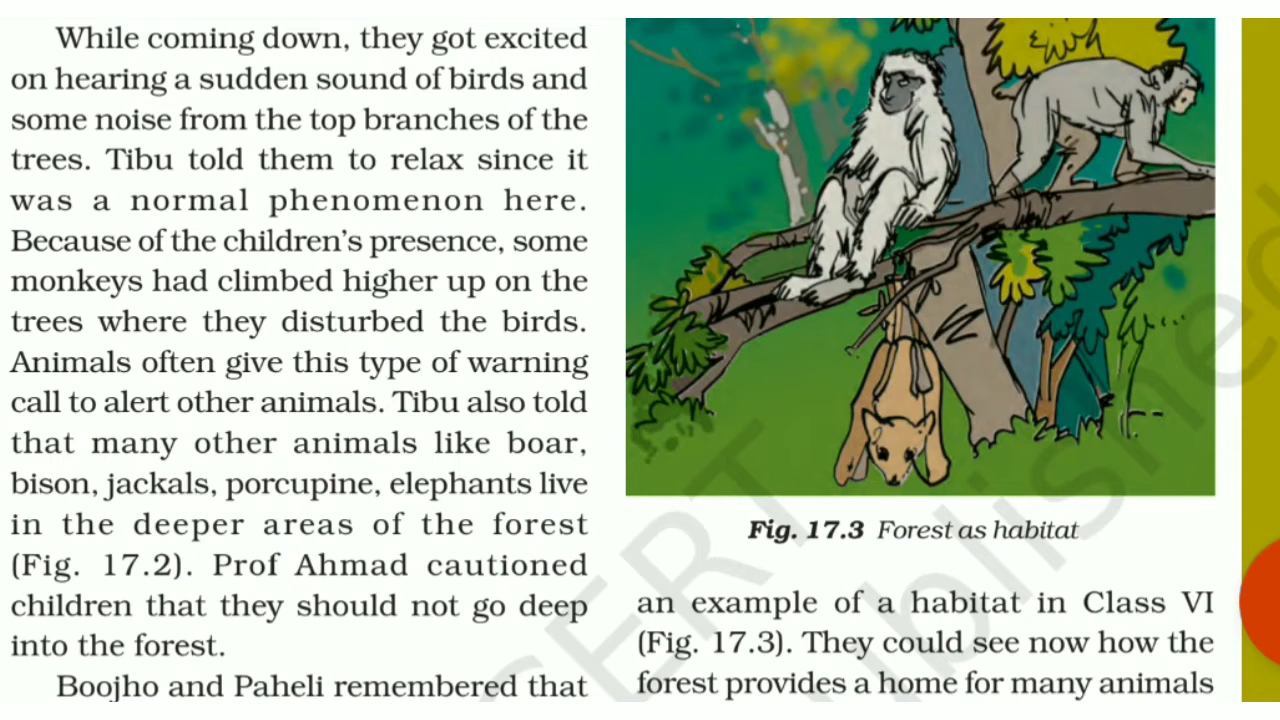 While coming down, they got excited
on hearing a sudden sound of birds and
some noise from the top branches of the
trees. Tibu told them to relax since it
was a normal phenomenon here.
Because of the children's presence, some
monkeys had climbed higher up on the
trees where they disturbed the birds.
Animals often give this type of warning
call to alert other animals. Tibu also told
that many other animals like boar,
bison, jackals, porcupine, elephants live
in the deeper areas of the forest
(Fig. 17.2). Prof Ahmad cautioned
children that they should not go deep
into the forest.
Boojho and Paheli remembered that
Fig. 17.3 Forest as habitat
an example of a habitat in Class VI
(Fig. 17.3). They could see now how the
forest provides a home for many animals